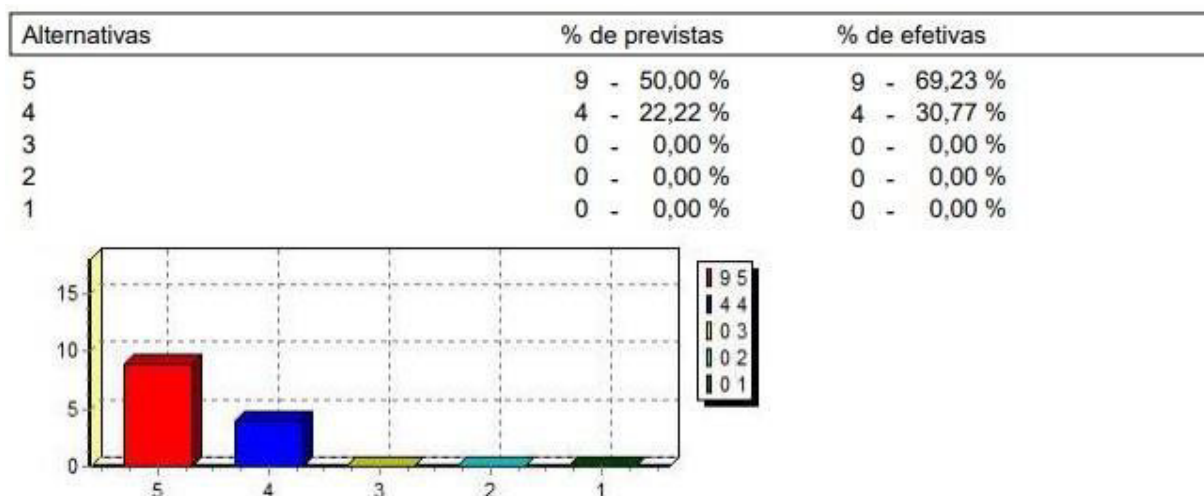 Alternativas % de previstas % de efetivas
5 9 - 50,00 % 9 - 69,23 %
4 4 - 22,22 % 4 - 30,77 %
3 0 - 0,00 % 0 - 0,00 %
2 0 - 0,00 % 0 - 0,00 %
1 0 - 0,00 % 0 - 0,00 %
15
10
5
0
5 4 3 2 1
9 5
4 4
0 3
0 2
0 1